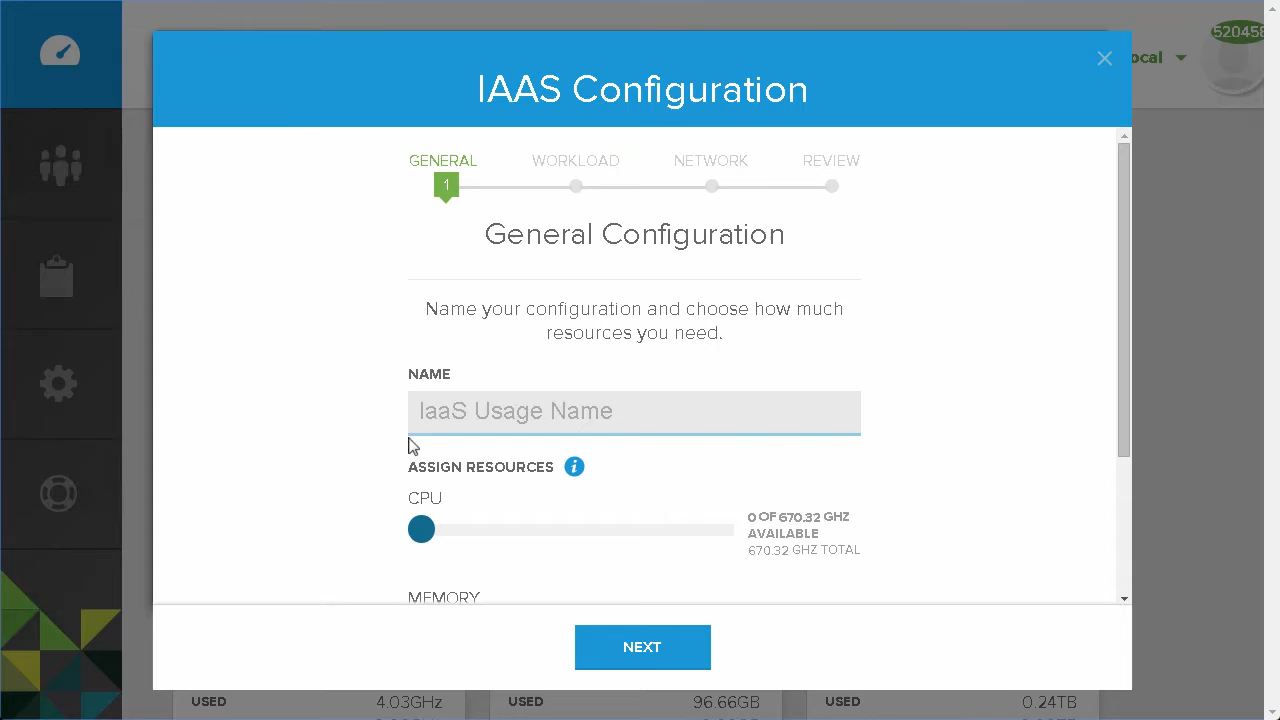 520458
ocal
IAAS Configuration
GENERAL WORKLOAD NETWORK REVIEW
1
General Configuration
Name your configuration and choose how much
resources you need.
NAME
IaaS Usage Name
ASSIGN RESOURCES i
CPU
0 OF 670.32 GHZ
AVAILABLE
670.32 GHZ TOTAL
MEMORY
NEXT
USED 4.03GHz USED 96.66GB USED 0.24TB